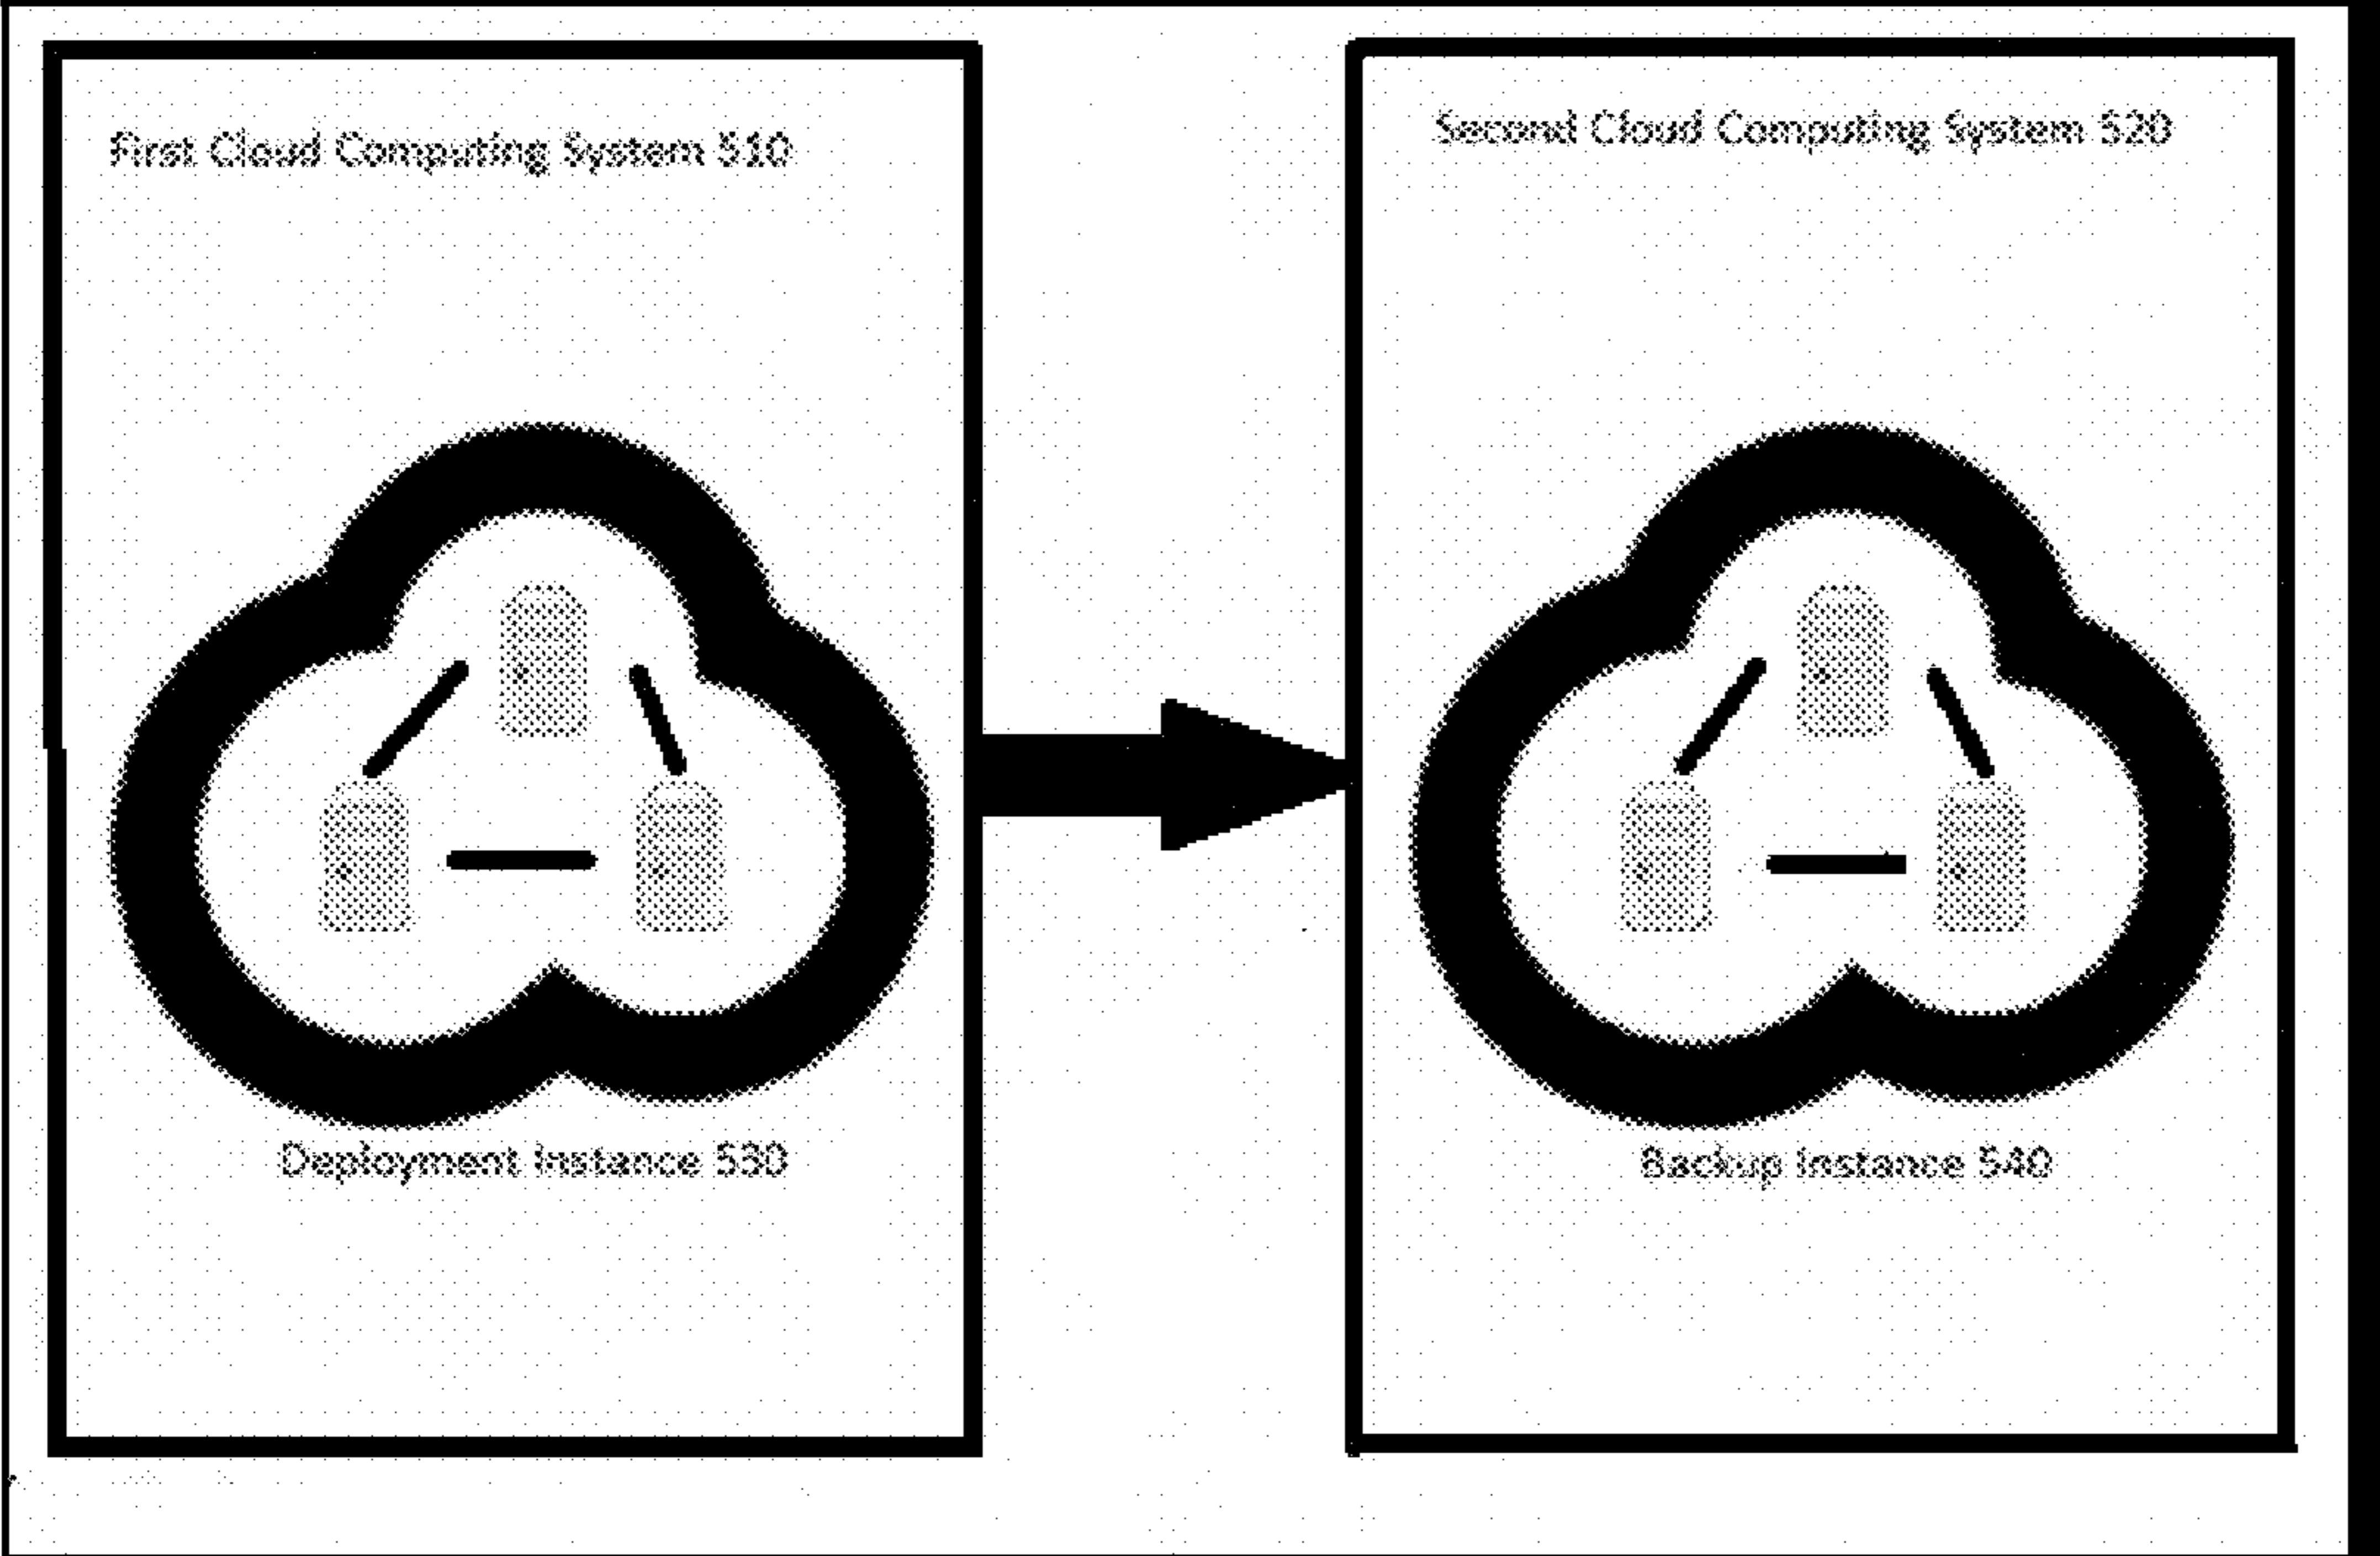 First Cloud Computing System 510
Second Cloud Computing System 520
Deployment Instance 530
Backup Instance 540